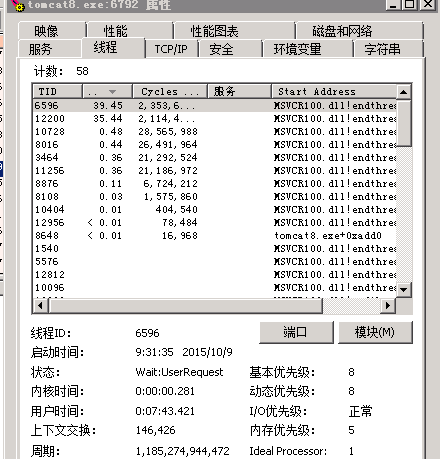 tomcat8.exe:6792 属性
映像 性能 性能图表 磁盘和网络
服务 线程 TCP/IP 安全 环境变量 字符串
计数: 58
TID .. Cycles ... 服务 Start Address
6596 39.45 2,353,6... MSVCR100.dll!endthre
12200 35.44 2,114,4... MSVCR100.dll!endthre
10728 0.48 28,565,988 MSVCR100.dll!endthre
8016 0.44 26,491,964 MSVCR100.dll!endthre
3464 0.36 21,292,524 MSVCR100.dll!endthre
11256 0.36 21,186,972 MSVCR100.dll!endthre
8876 0.11 6,724,212 MSVCR100.dll!endthre
8108 0.03 1,575,860 MSVCR100.dll!endthre
10404 0.01 404,540 MSVCR100.dll!endthre
12956 < 0.01 78,484 MSVCR100.dll!endthre
8648 < 0.01 16,968 tomcat8.exe+0xadd0
1540 MSVCR100.dll!endthre
5576 MSVCR100.dll!endthre
12812 MSVCR100.dll!endthre
10096 MSVCR100.dll!endthre
线程ID: 6596 端口 模块(M)
启动时间: 9:31:35 2015/10/9
状态: Wait:UserRequest 基本优先级: 8
内核时间: 0:00:00.281 动态优先级: 8
用户时间: 0:07:43.421 I/O优先级: 正常
上下文交换: 146,426 内存优先级: 5
周期: 1,185,274,944,472 Ideal Processor: 1